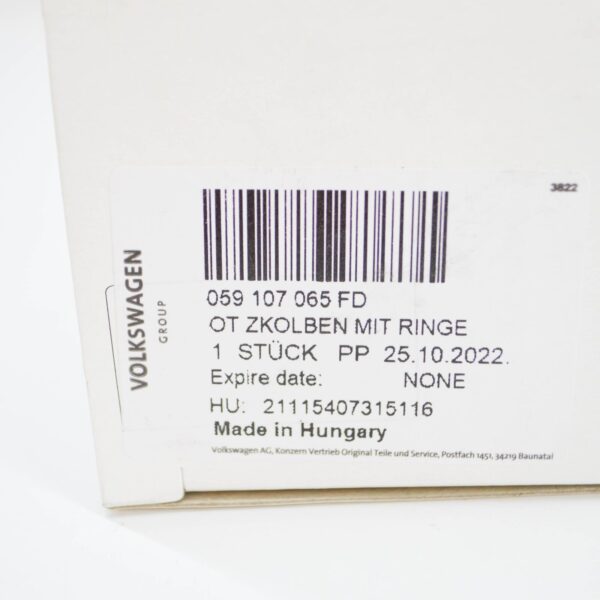 3822
059 107 065 FD
OT ZKOLBEN MIT RINGE
1 STÜCK PP 25.10.2022.
Expire date: NONE
HU: 21115407315116
Made in Hungary
Volkswagen AG, Konzern Vertrieb Original Teile und Service, Postfach 1451, 34219 Baunatal
VOLKSWAGEN
GROUP